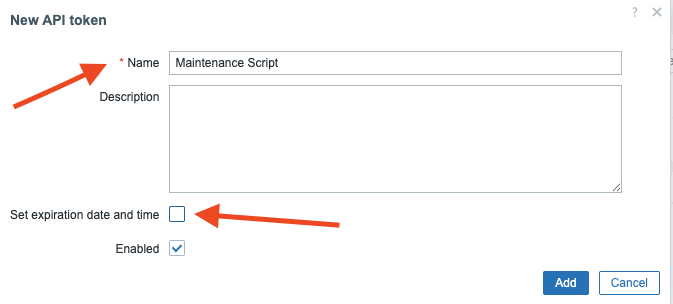 New API token
?
* Name
Maintenance Script
Description
Set expiration date and time
Enabled
Add Cancel